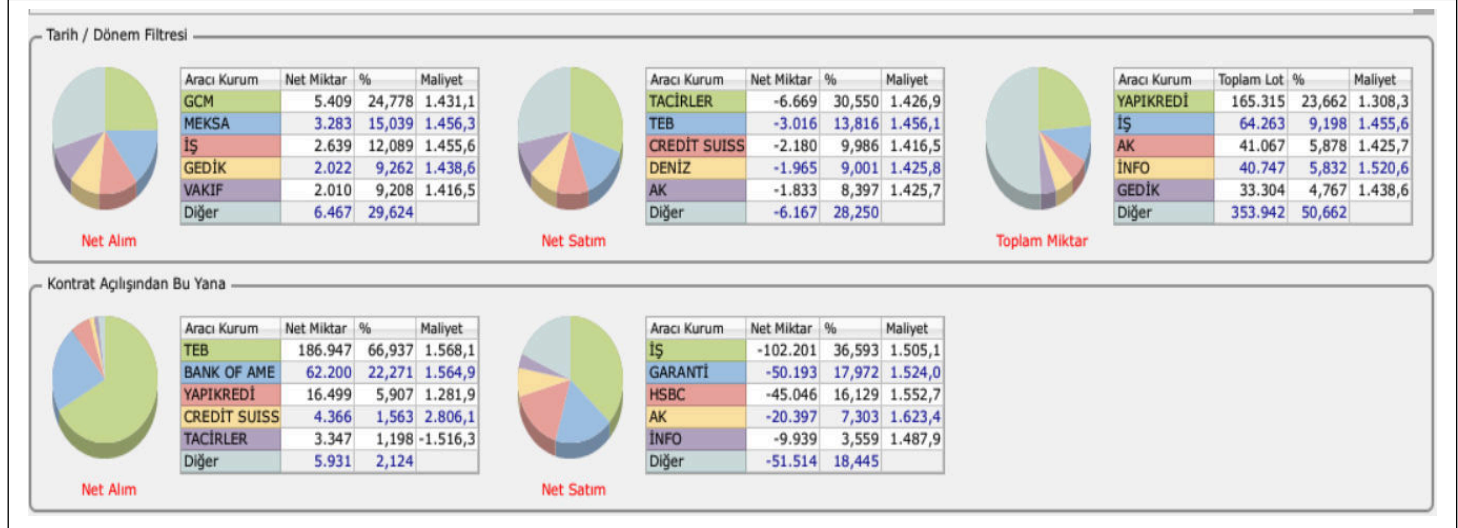 Tarih / Dönem Filtresi
Aracı Kurum Net Miktar % Maliyet
GCM 5.409 24,778 1.431,1
MEKSA 3.283 15,039 1.456,3
İŞ 2.639 12,089 1.455,6
GEDİK 2.022 9,262 1.438,6
VAKIF 2.010 9,208 1.416,5
Diğer 6.467 29,624
Net Alım
Aracı Kurum Net Miktar % Maliyet
TACİRLER -6.669 30,550 1.426,9
TEB -3.016 13,816 1.456,1
CREDİT SUISS -2.180 9,986 1.416,5
DENİZ -1.965 9,001 1.425,8
AK -1.833 8,397 1.425,7
Diğer -6.167 28,250
Net Satım
Aracı Kurum Toplam Lot % Maliyet
YAPIKREDİ 165.315 23,662 1.308,3
İŞ 64.263 9,198 1.455,6
AK 41.067 5,878 1.425,7
İNFO 40.747 5,832 1.520,6
GEDİK 33.304 4,767 1.438,6
Diğer 353.942 50,662
Toplam Miktar
Kontrat Açılışından Bu Yana
Aracı Kurum Net Miktar % Maliyet
TEB 186.947 66,937 1.568,1
BANK OF AME 62.200 22,271 1.564,9
YAPIKREDİ 16.499 5,907 1.281,9
CREDİT SUISS 4.366 1,563 2.806,1
TACİRLER 3.347 1,198 -1.516,3
Diğer 5.931 2,124
Net Alım
Aracı Kurum Net Miktar % Maliyet
İŞ -102.201 36,593 1.505,1
GARANTİ -50.193 17,972 1.524,0
HSBC -45.046 16,129 1.552,7
AK -20.397 7,303 1.623,4
İNFO -9.939 3,559 1.487,9
Diğer -51.514 18,445
Net Satım